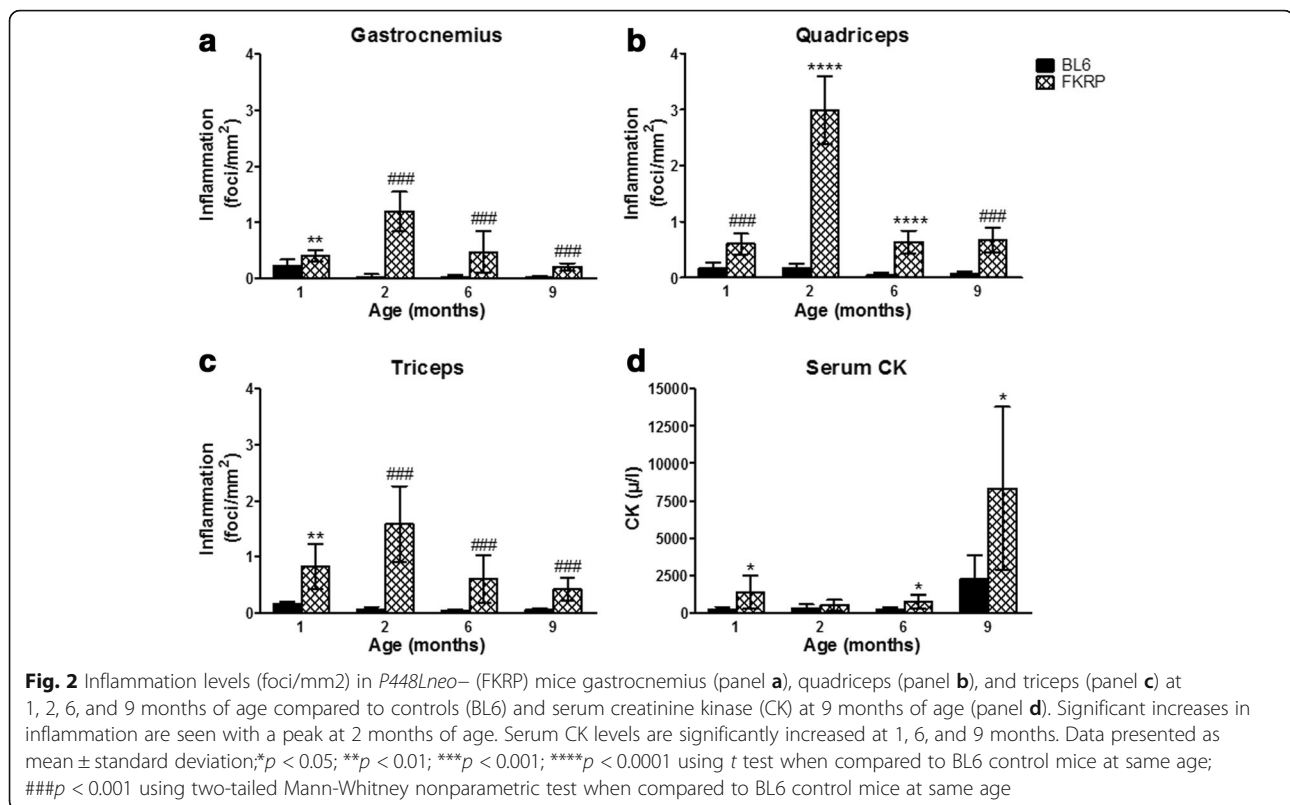 a
Gastrocnemius
4
3
2
1
0
Inflammation
(foci/mm²)
**
###
###
###
1
2
6
9
Age (months)
b
Quadriceps
4
3
2
1
0
Inflammation
(foci/mm²)
###
****
****
###
1
2
6
9
Age (months)
BL6
FKRP
c
Triceps
4
3
2
1
0
Inflammation
(foci/mm²)
**
###
###
###
1
2
6
9
Age (months)
d
Serum CK
15000
12500
10000
7500
5000
2500
0
CK (µ/l)
*
*
*
1
2
6
9
Age (months)
Fig. 2 Inflammation levels (foci/mm2) in P448Lneo− (FKRP) mice gastrocnemius (panel a), quadriceps (panel b), and triceps (panel c) at
1, 2, 6, and 9 months of age compared to controls (BL6) and serum creatinine kinase (CK) at 9 months of age (panel d). Significant increases in
inflammation are seen with a peak at 2 months of age. Serum CK levels are significantly increased at 1, 6, and 9 months. Data presented as
mean ± standard deviation;*p < 0.05; **p < 0.01; ***p < 0.001; ****p < 0.0001 using t test when compared to BL6 control mice at same age;
###p < 0.001 using two-tailed Mann-Whitney nonparametric test when compared to BL6 control mice at same age